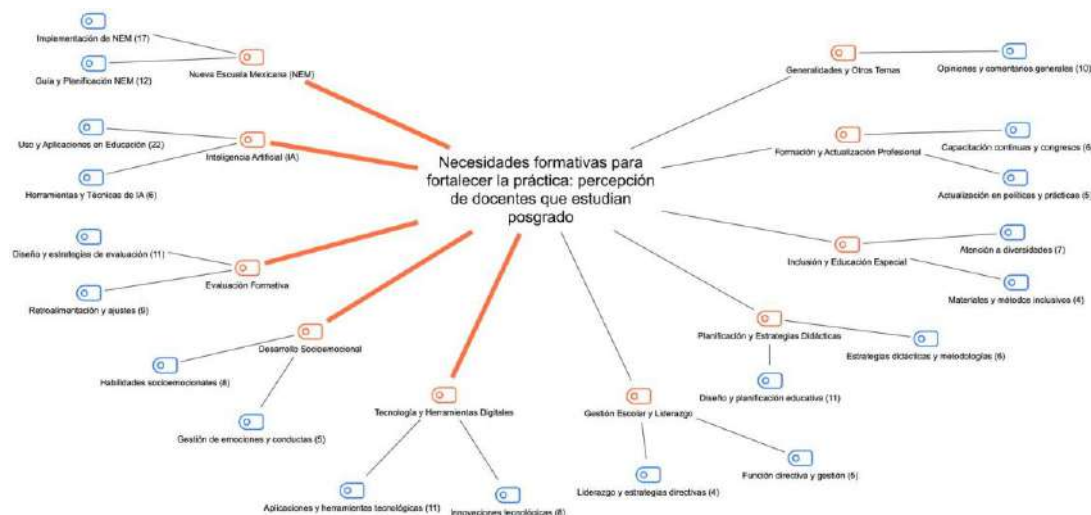 Implementación de NEM (17)
Guía y Planificación NEM (12)
Nueva Escuela Mexicana (NEM)
Uso y Aplicaciones en Educación (22)
Inteligencia Artificial (IA)
Herramientas y Técnicas de IA (6)
Diseño y estrategias de evaluación (11)
Evaluación Formativa
Retroalimentación y ajustes (9)
Desarrollo Socioemocional
Habilidades socioemocionales (8)
Gestión de emociones y conductas (5)
Necesidades formativas para
fortalecer la práctica: percepción
de docentes que estudian
posgrado
Tecnología y Herramientas Digitales
Aplicaciones y herramientas tecnológicas (11)
Innovaciones tecnológicas (8)
Generalidades y Otros Temas
Opiniones y comentarios generales (10)
Formación y Actualización Profesional
Capacitación continuas y congresos (6)
Actualización en políticas y prácticas (5)
Inclusión y Educación Especial
Atención a diversidades (7)
Materiales y métodos inclusivos (4)
Planificación y Estrategias Didácticas
Estrategias didácticas y metodologías (6)
Diseño y planificación educativa (11)
Gestión Escolar y Liderazgo
Función directiva y gestión (5)
Liderazgo y estrategias directivas (4)